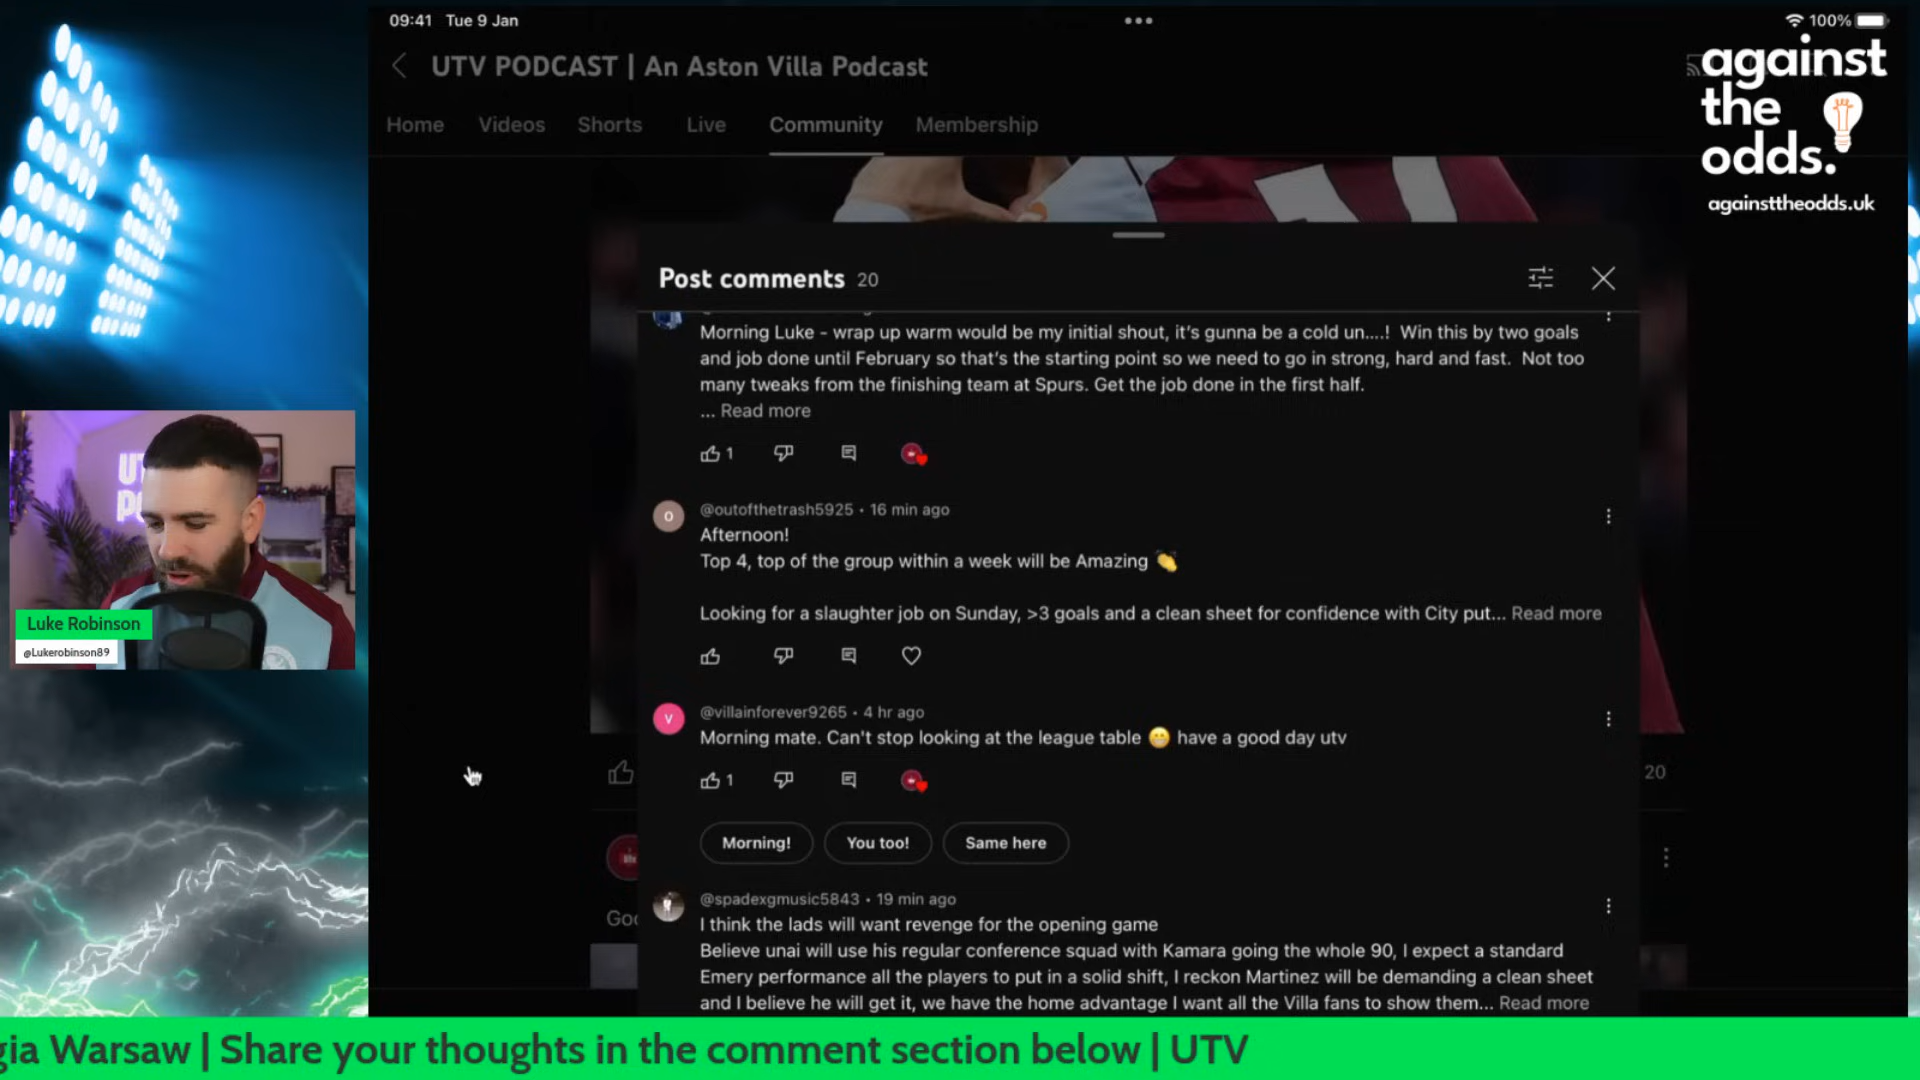 09:41 Tue 9 Jan
100%
UTV PODCAST | An Aston Villa Podcast
against
the
odds.
againsttheodds.uk
Home Videos Shorts Live Community Membership
Post comments 20
Morning Luke - wrap up warm would be my initial shout, it's gunna be a cold un....! Win this by two goals
and job done until February so that's the starting point so we need to go in strong, hard and fast. Not too
many tweaks from the finishing team at Spurs. Get the job done in the first half.
... Read more
1
O
@outofthetrash5925 • 16 min ago
Afternoon!
Top 4, top of the group within a week will be Amazing 👏
Looking for a slaughter job on Sunday, >3 goals and a clean sheet for confidence with City put... Read more
V
@villainforever9265 • 4 hr ago
Morning mate. Can't stop looking at the league table 😁 have a good day utv
1
20
Morning! You too! Same here
@spadexgmusic5843 • 19 min ago
I think the lads will want revenge for the opening game
Believe unai will use his regular conference squad with Kamara going the whole 90, I expect a standard
Emery performance all the players to put in a solid shift, I reckon Martinez will be demanding a clean sheet
and I believe he will get it, we have the home advantage I want all the Villa fans to show them... Read more
Goo
Luke Robinson
@Lukerobinson89
gia Warsaw | Share your thoughts in the comment section below | UTV